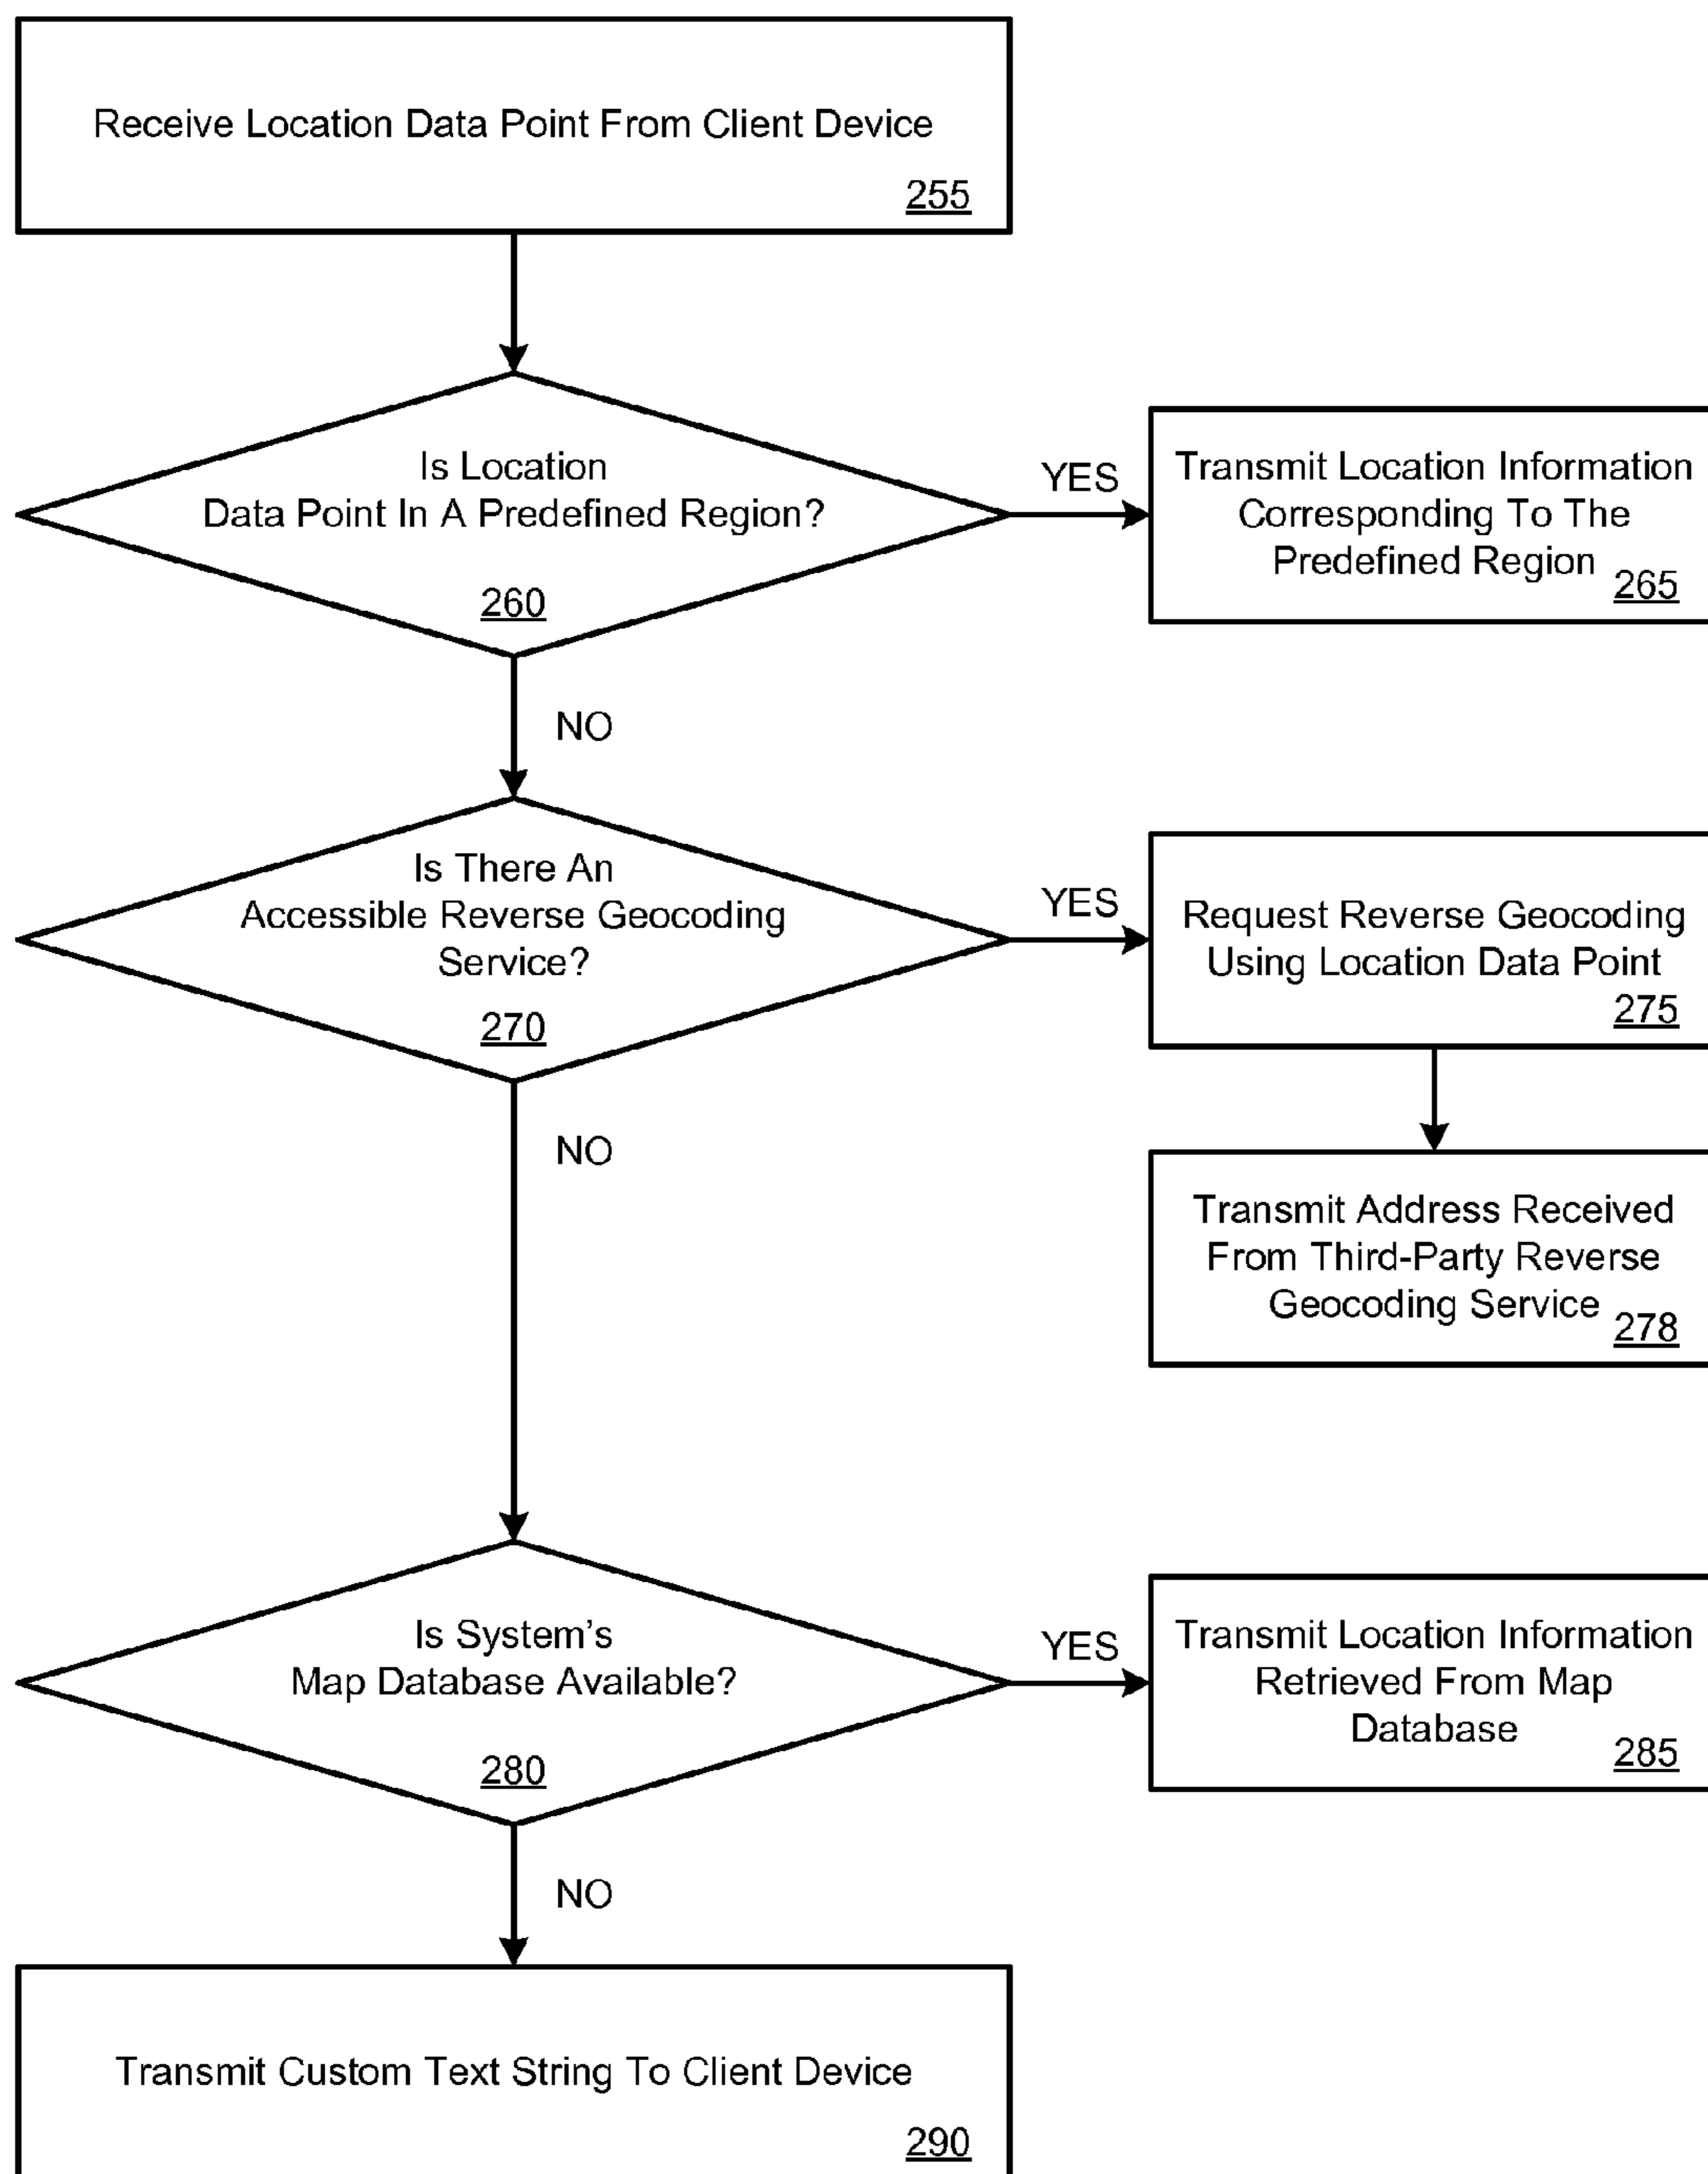 Receive Location Data Point From Client Device
255
Is Location
Data Point In A Predefined Region?
260
YES
Transmit Location Information
Corresponding To The
Predefined Region
265
NO
Is There An
Accessible Reverse Geocoding
Service?
270
YES
Request Reverse Geocoding
Using Location Data Point
275
NO
Transmit Address Received
From Third-Party Reverse
Geocoding Service
278
Is System's
Map Database Available?
280
YES
Transmit Location Information
Retrieved From Map
Database
285
NO
Transmit Custom Text String To Client Device
290